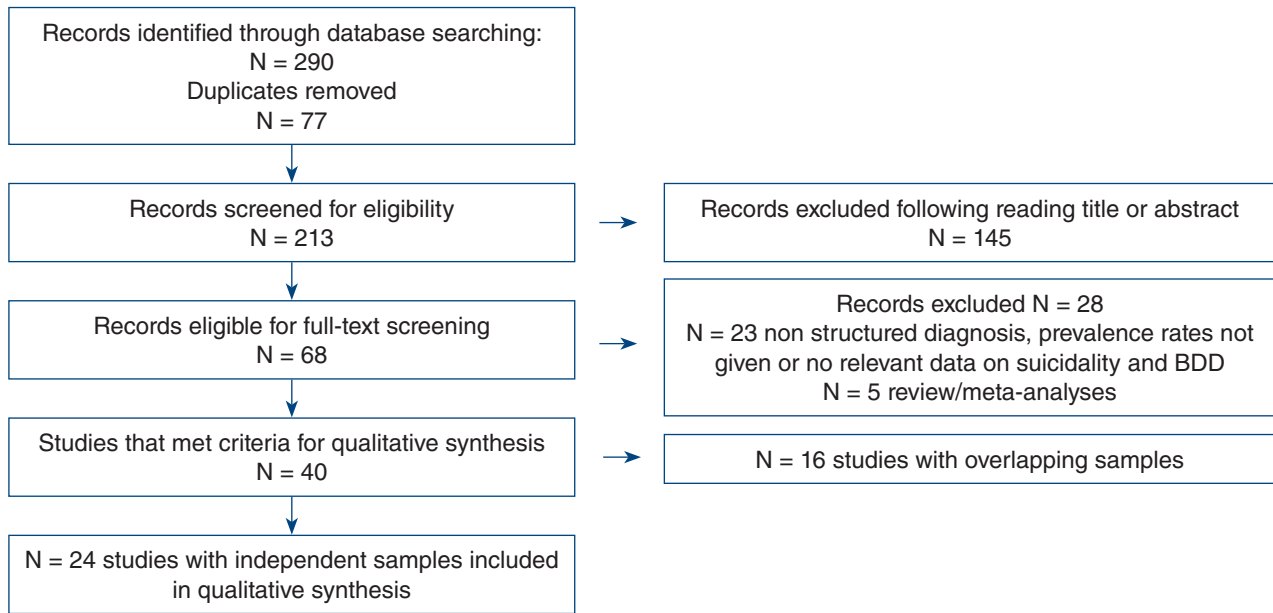 Records identified through database searching:
N = 290
Duplicates removed
N = 77
Records screened for eligibility
N = 213
Records excluded following reading title or abstract
N = 145
Records eligible for full-text screening
N = 68
Records excluded N = 28
N = 23 non structured diagnosis, prevalence rates not
given or no relevant data on suicidality and BDD
N = 5 review/meta-analyses
Studies that met criteria for qualitative synthesis
N = 40
N = 16 studies with overlapping samples
N = 24 studies with independent samples included
in qualitative synthesis